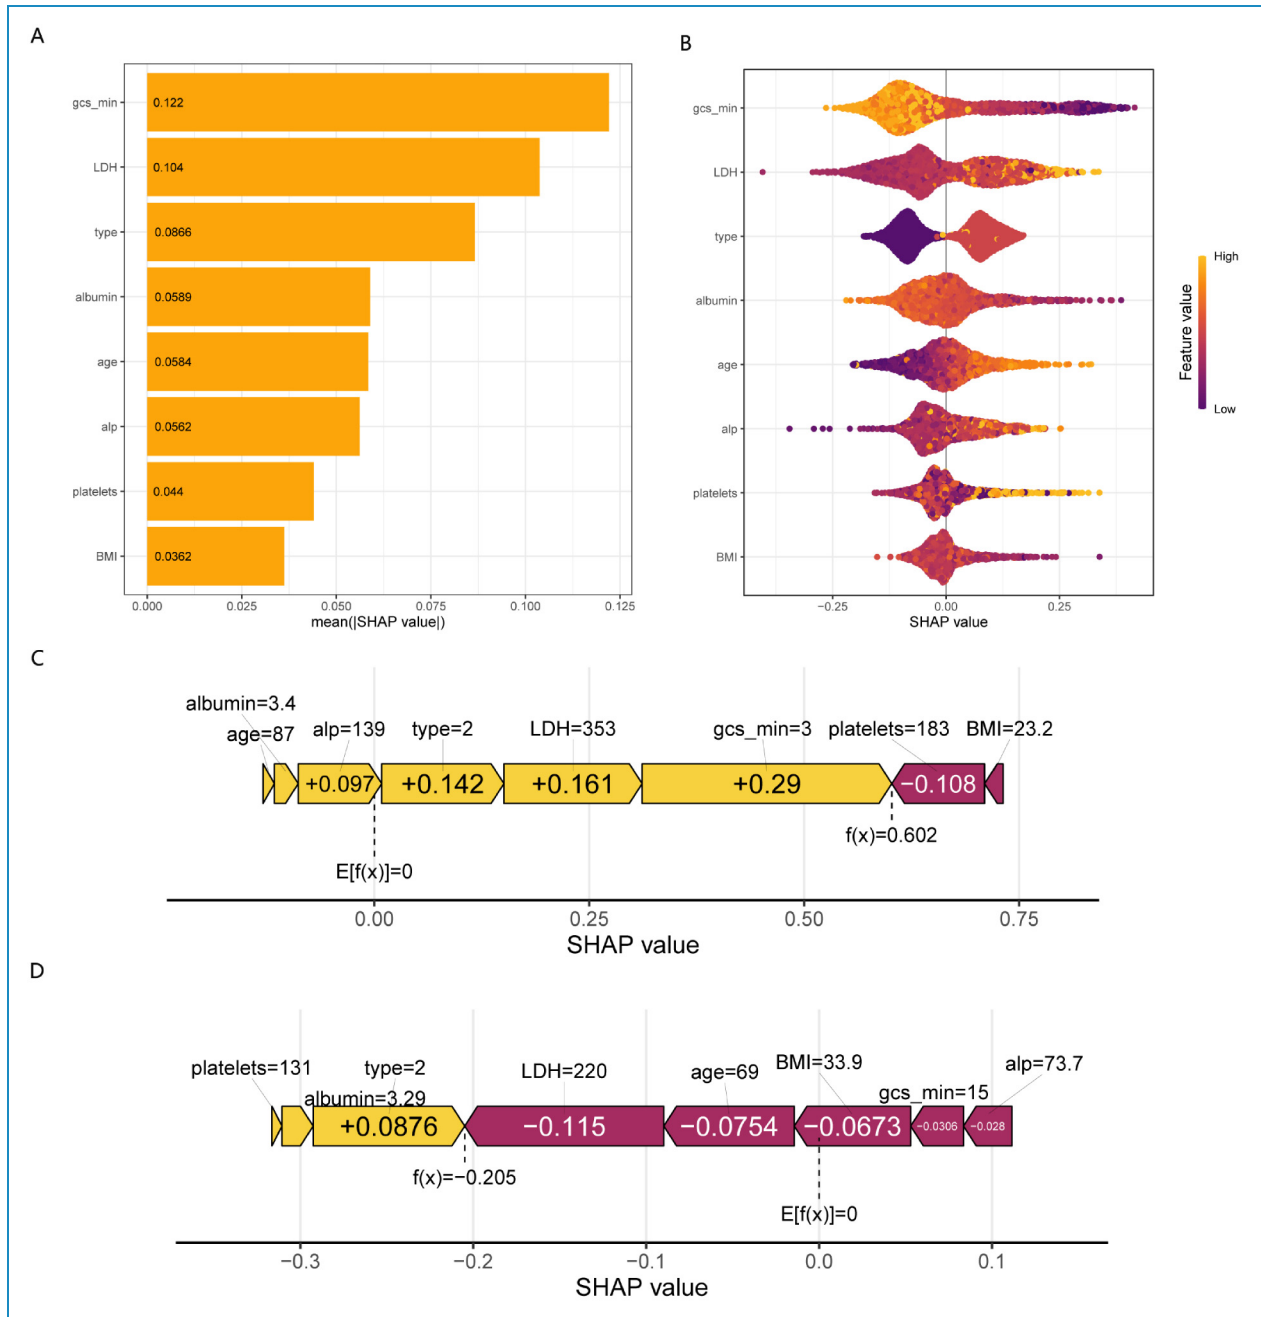 A
gcs_min
0.122
LDH
0.104
type
0.0866
albumin
0.0589
age
0.0584
alp
0.0562
platelets
0.044
BMI
0.0362
0.000 0.025 0.050 0.075 0.100 0.125
mean(|SHAP value|)
B
gcs_min
LDH
type
albumin
age
alp
platelets
BMI
−0.25 0.00 0.25
SHAP value
High
Feature value
Low
C
albumin=3.4
age=87 alp=139 type=2 LDH=353 gcs_min=3 platelets=183 BMI=23.2
+0.097 +0.142 +0.161 +0.29 −0.108
f(x)=0.602
E[f(x)]=0
0.00 0.25 0.50 0.75
SHAP value
D
platelets=131 type=2 LDH=220 age=69 BMI=33.9 alp=73.7
albumin=3.29 gcs_min=15
+0.0876 −0.115 −0.0754 −0.0673 −0.0306 −0.028
f(x)=−0.205
E[f(x)]=0
−0.3 −0.2 −0.1 0.0 0.1
SHAP value